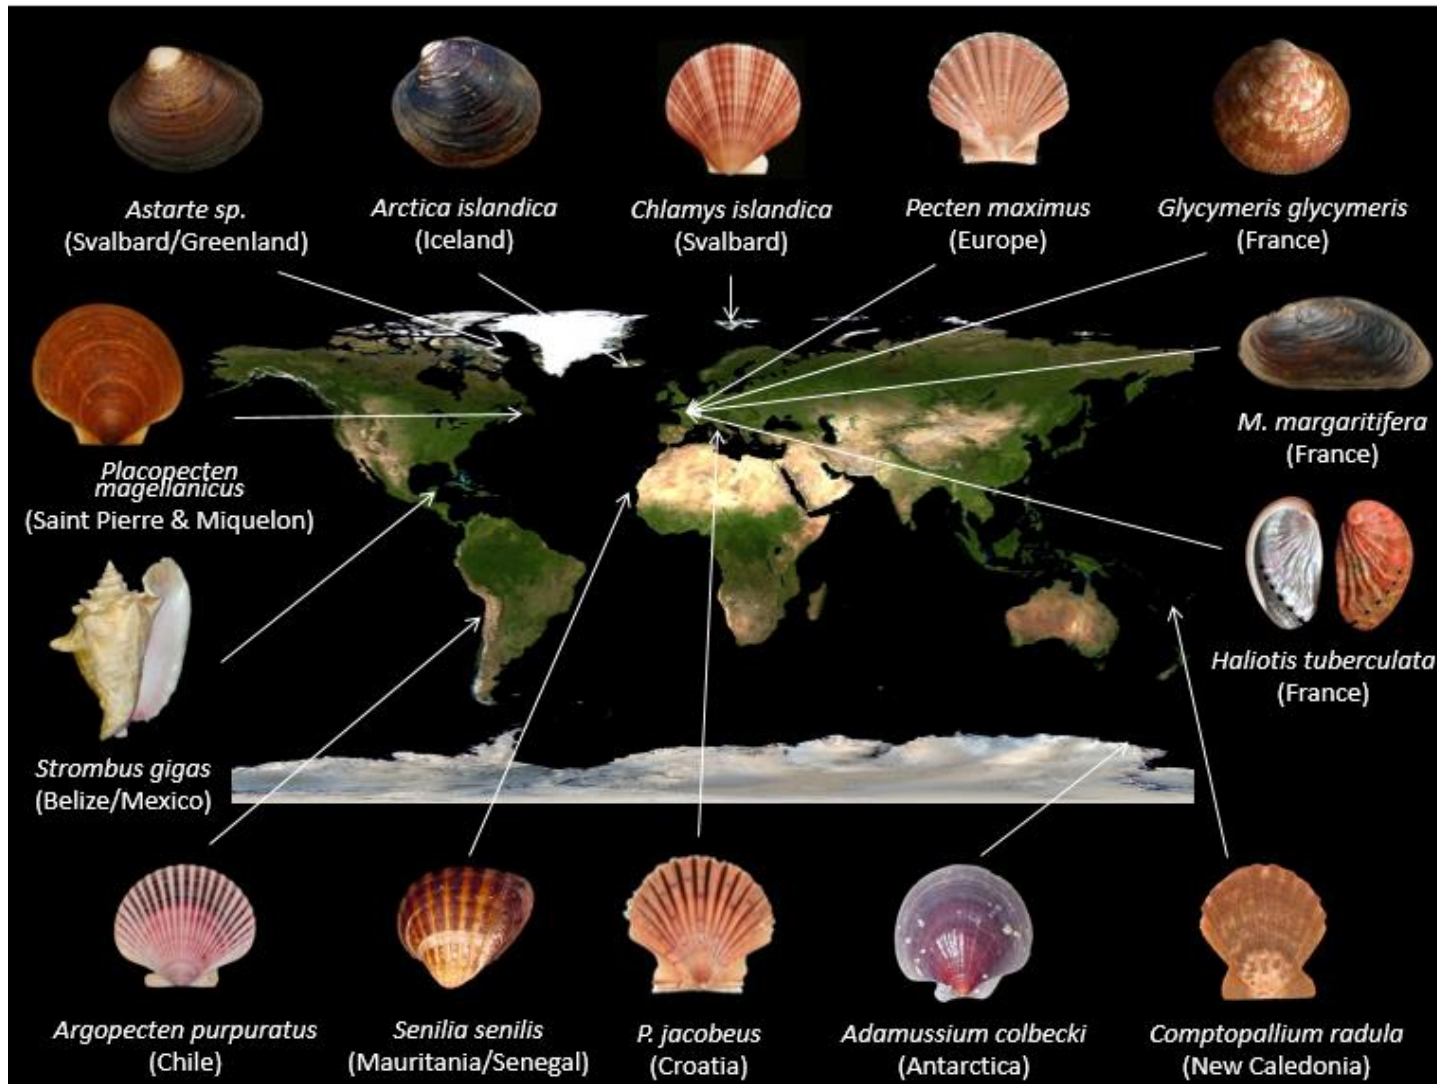 Astarte sp.
(Svalbard/Greenland)
Arctica islandica
(Iceland)
Chlamys islandica
(Svalbard)
Pecten maximus
(Europe)
Glycymeris glycymeris
(France)
Placopecten
magellanicus
(Saint Pierre & Miquelon)
M. margaritifera
(France)
Strombus gigas
(Belize/Mexico)
Haliotis tuberculata
(France)
Argopecten purpuratus
(Chile)
Senilia senilis
(Mauritania/Senegal)
P. jacobeus
(Croatia)
Adamussium colbecki
(Antarctica)
Comptopallium radula
(New Caledonia)